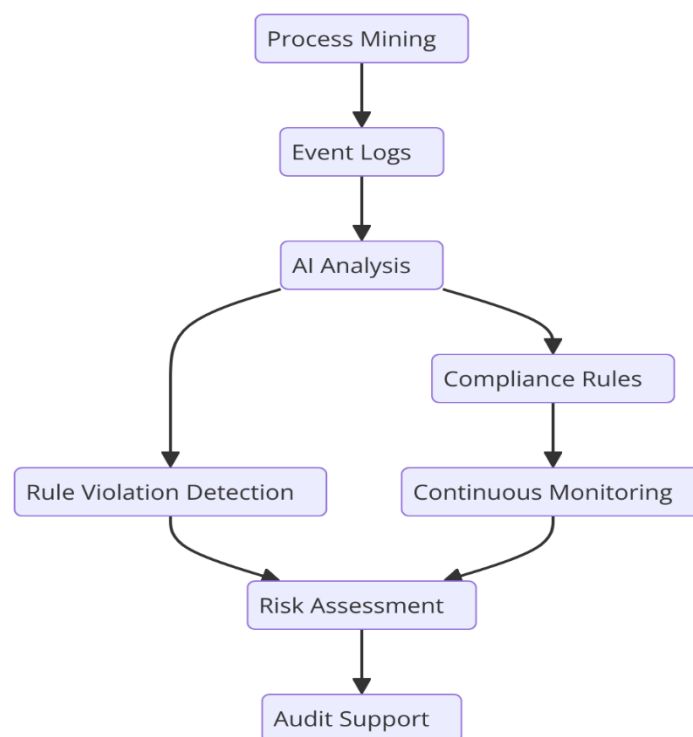 Process Mining
Event Logs
AI Analysis
Compliance Rules
Rule Violation Detection
Continuous Monitoring
Risk Assessment
Audit Support